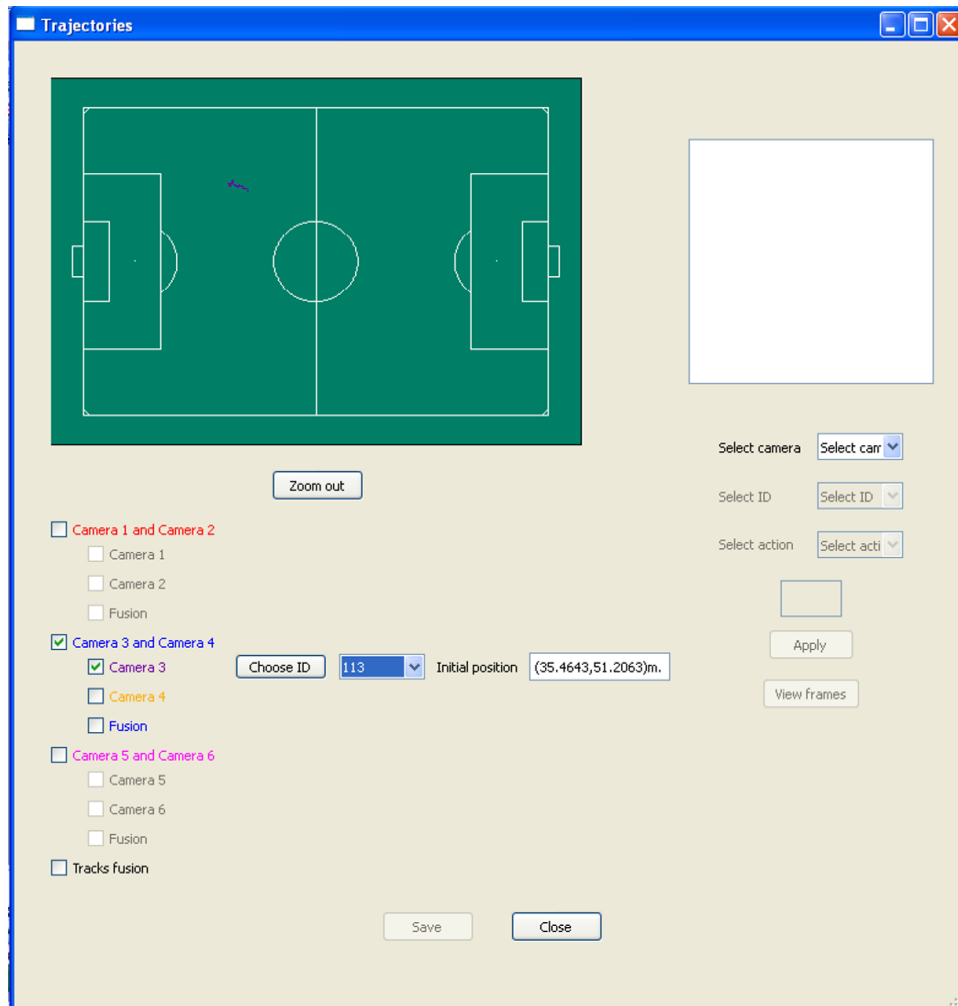 Trajectories
Select camera Select car
Zoom out
Select ID Select ID
Camera 1 and Camera 2
Select action Select acti
Camera 1
Camera 2
Fusion
Camera 3 and Camera 4
Apply
Camera 3 Choose ID 113 Initial position (35.4643,51.2063)m.
Camera 4
View frames
Fusion
Camera 5 and Camera 6
Camera 5
Camera 6
Fusion
Tracks fusion
Save Close